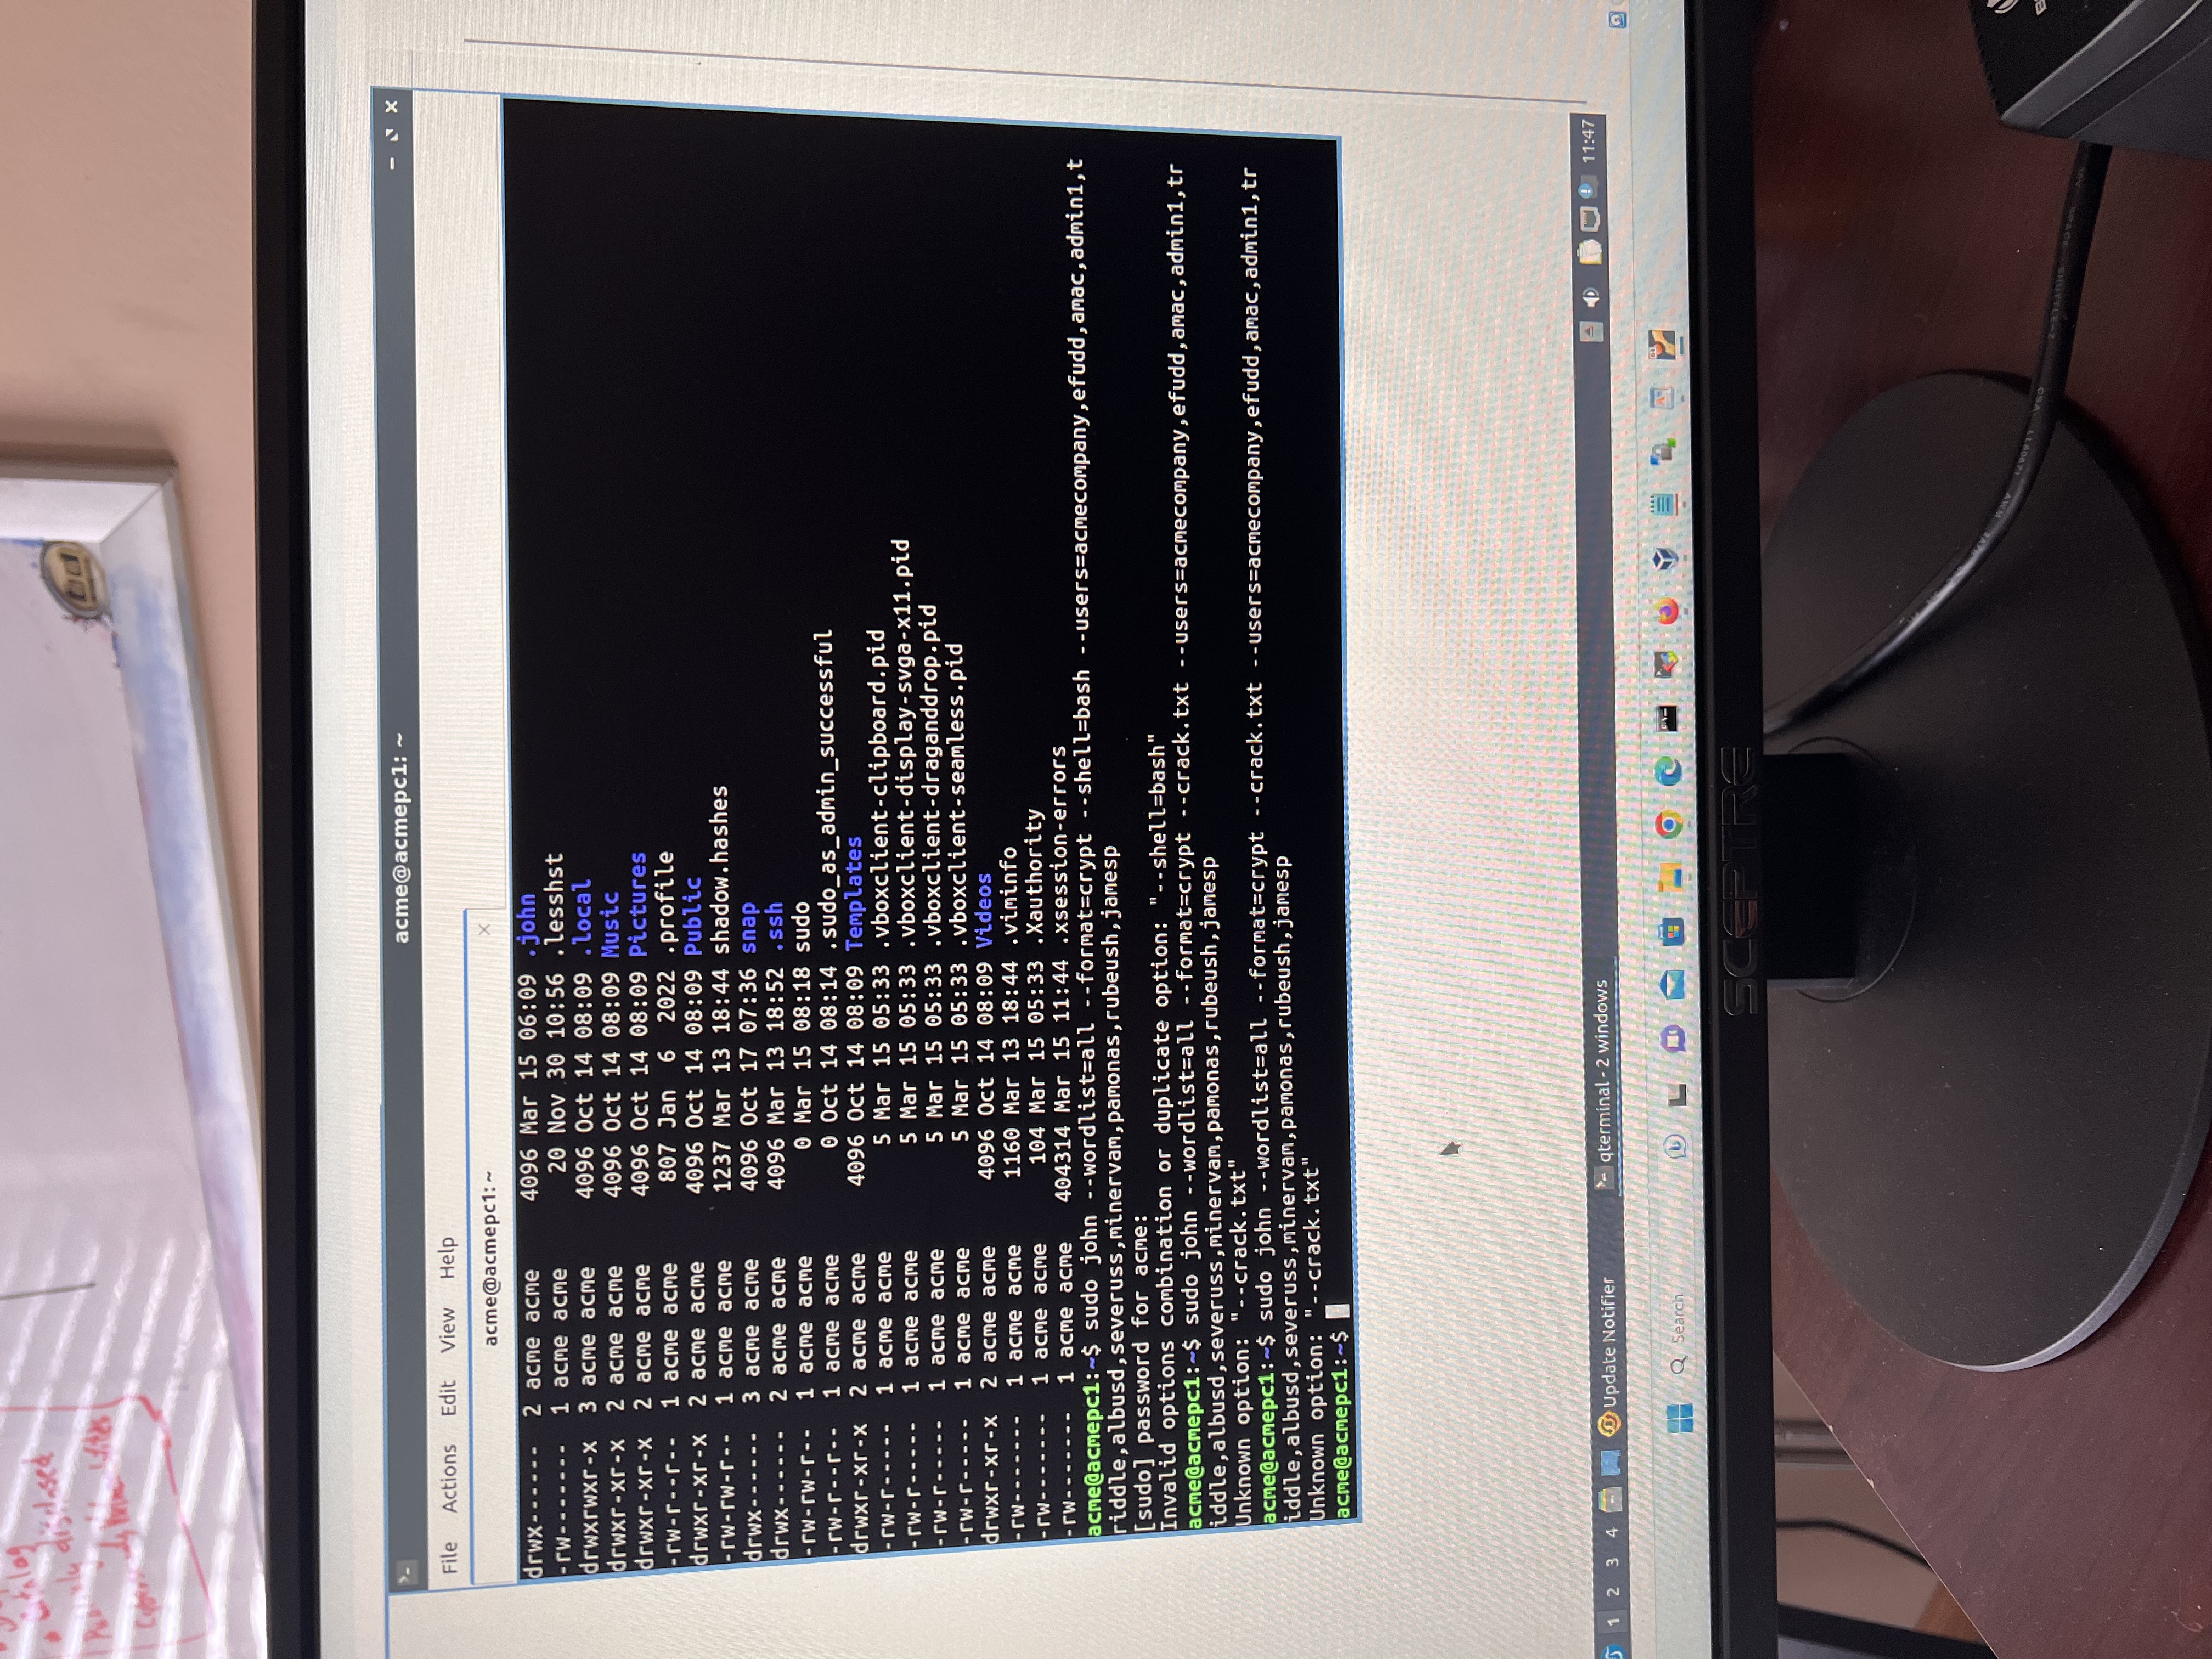 Catalog
disclosed
acme@acmepc1: ~
File Actions Edit View Help
acme@acmepc1: ~
drwx------ 2 acme acme 4096 Mar 15 06:09 .john
-rw------- 1 acme acme 20 Nov 30 10:56 .lesshst
drwxrwxr-x 3 acme acme 4096 Oct 14 08:09 .local
drwxr-xr-x 2 acme acme 4096 Oct 14 08:09 Music
drwxr-xr-x 2 acme acme 4096 Oct 14 08:09 Pictures
-rw-r--r-- 1 acme acme 807 Jan 6 2022 .profile
drwxr-xr-x 2 acme acme 4096 Oct 14 08:09 Public
-rw-rw-r-- 1 acme acme 1237 Mar 13 18:44 shadow.hashes
drwx------ 3 acme acme 4096 Oct 17 07:36 snap
drwx------ 2 acme acme 4096 Mar 13 18:52 .ssh
-rw-rw-r-- 1 acme acme 0 Mar 15 08:18 sudo
-rw-r--r-- 1 acme acme 0 Oct 14 08:14 .sudo_as_admin_successful
drwxr-xr-x 2 acme acme 4096 Oct 14 08:09 Templates
-rw-r----- 1 acme acme 5 Mar 15 05:33 .vboxclient-clipboard.pid
-rw-r----- 1 acme acme 5 Mar 15 05:33 .vboxclient-display-svga-x11.pid
-rw-r----- 1 acme acme 5 Mar 15 05:33 .vboxclient-draganddrop.pid
-rw-r----- 1 acme acme 5 Mar 15 05:33 .vboxclient-seamless.pid
drwxr-xr-x 2 acme acme 4096 Oct 14 08:09 Videos
-rw------- 1 acme acme 1160 Mar 13 18:44 .viminfo
-rw------- 1 acme acme 104 Mar 15 05:33 .Xauthority
-rw------- 1 acme acme 404314 Mar 15 11:44 .xsession-errors
acme@acmepc1:~$ sudo john --wordlist=all --format=crypt --shell=bash --users=acmecompany,efudd,amac,admin1,t
riddle,albusd,severuss,minervam,pamonas,rubeush,jamesp
[sudo] password for acme:
Invalid options combination or duplicate option: "--shell=bash"
acme@acmepc1:~$ sudo john --wordlist=all --format=crypt --crack.txt --users=acmecompany,efudd,amac,admin1,tr
iddle,albusd,severuss,minervam,pamonas,rubeush,jamesp
Unknown option: "--crack.txt"
acme@acmepc1:~$ sudo john --wordlist=all --format=crypt --crack.txt --users=acmecompany,efudd,amac,admin1,tr
iddle,albusd,severuss,minervam,pamonas,rubeush,jamesp
Unknown option: "--crack.txt"
acme@acmepc1:~$
1 2 3 4 Update Notifier qterminal - 2 windows 11:47
Search
SCEPTRE